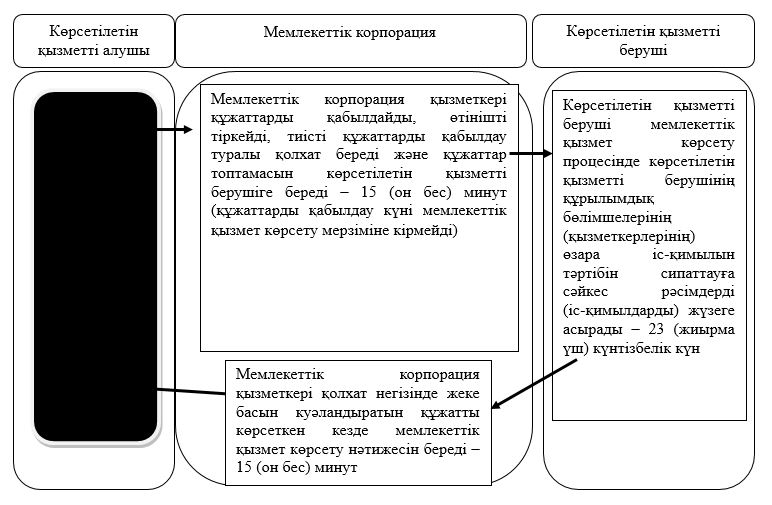 Көрсетілетін
қызметті алушы
Мемлекеттік корпорация
Көрсетілетін қызметті
беруші
Мемлекеттік корпорация қызметкері
құжаттарды қабылдайды, өтінішті
тіркейді, тиісті құжаттарды қабылдау
туралы қолхат береді және құжаттар
топтамасын көрсетілетін қызметті
берушіге береді – 15 (он бес) минут
(құжаттарды қабылдау күні мемлекеттік
қызмет көрсету мерзіміне кірмейді)
Көрсетілетін қызметті
беруші мемлекеттік
қызмет көрсету
процесінде көрсетілетін
қызметті берушінің
құрылымдық
бөлімшелерінің
(қызметкерлерінің)
өзара іс-қимылын
тәртібін сипаттауға
сәйкес рәсімдерді
(іс-қимылдарды) жүзеге
асырады – 23 (жиырма
үш) күнтізбелік күн
Мемлекеттік корпорация
қызметкері қолхат негізінде жеке
басын куәландыратын құжатты
көрсеткен кезде мемлекеттік
қызмет көрсету нәтижесін береді –
15 (он бес) минут